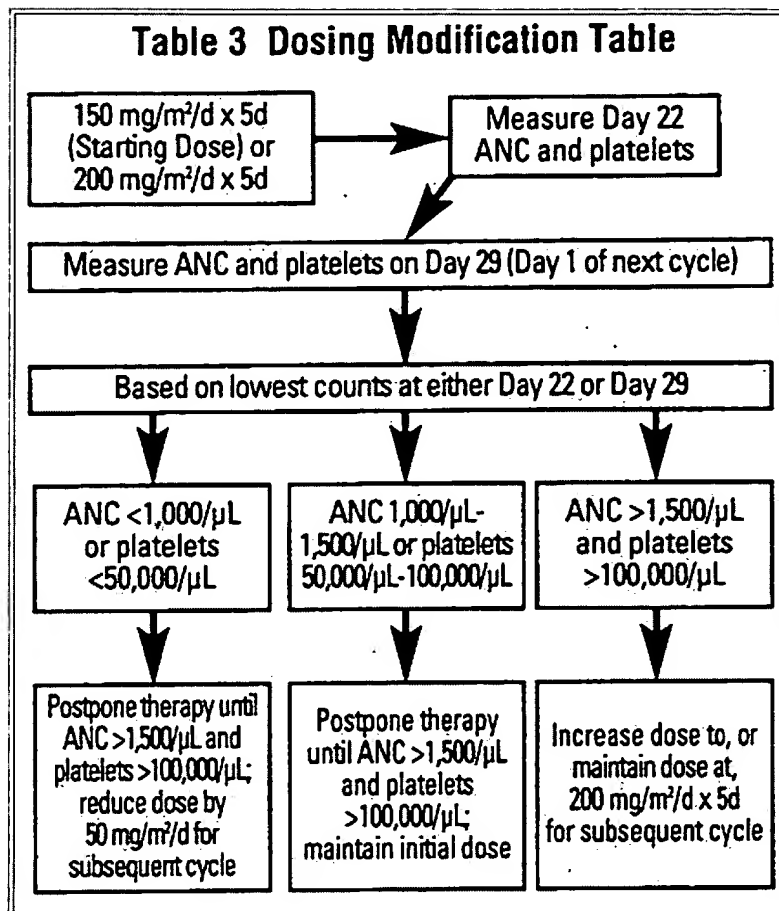 Table 3 Dosing Modification Table
150 mg/m²/d x 5d
(Starting Dose) or
200 mg/m²/d x 5d
Measure Day 22
ANC and platelets
Measure ANC and platelets on Day 29 (Day 1 of next cycle)
Based on lowest counts at either Day 22 or Day 29
ANC <1,000/µL
or platelets
<50,000/µL
ANC 1,000/µL-
1,500/µL or platelets
50,000/µL-100,000/µL
ANC >1,500/µL
and platelets
>100,000/µL
Postpone therapy until
ANC >1,500/µL and
platelets >100,000/µL;
reduce dose by
50 mg/m²/d for
subsequent cycle
Postpone therapy
until ANC >1,500/µL
and platelets
>100,000/µL;
maintain initial dose
Increase dose to, or
maintain dose at,
200 mg/m²/d x 5d
for subsequent cycle